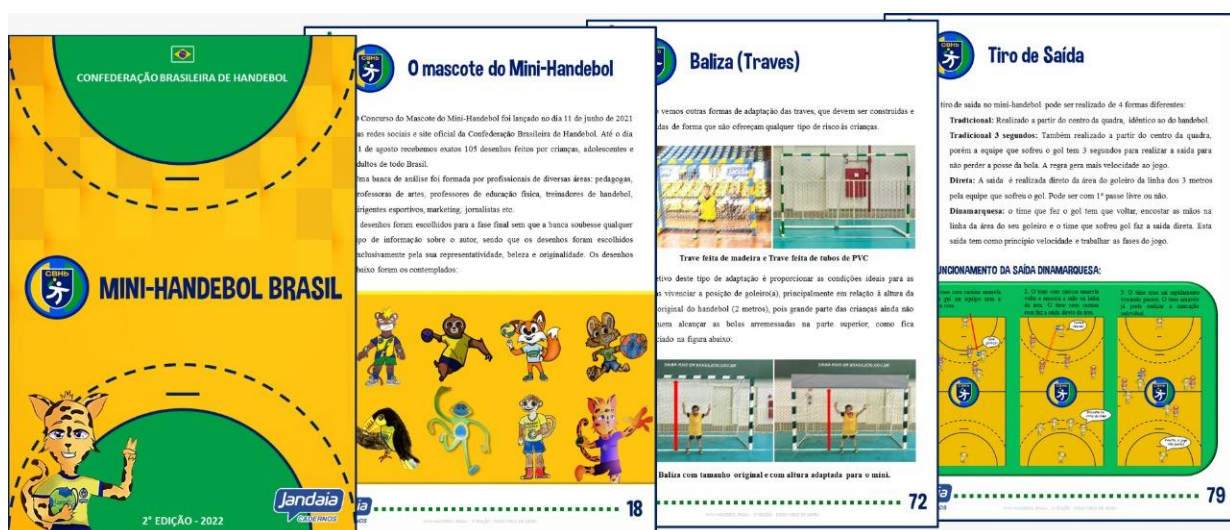 CONFEDERAÇÃO BRASILEIRA DE HANDEBOL
CBHb
MINI-HANDEBOL BRASIL
Jandaia
CADERNOS
2ª EDIÇÃO - 2022
CBHb
O mascote do Mini-Handebol
O Concurso do Mascote do Mini-Handebol foi lançado no dia 11 de junho de 2021
as redes sociais e site oficial da Confederação Brasileira de Handebol. Até o dia
1 de agosto recebemos exatos 105 desenhos feitos por crianças, adolescentes e
dultos de todo Brasil.
ma banca de análise foi formada por profissionais de diversas áreas: pedagogas,
rofessoras de artes, professores de educação física, treinadores de handebol,
irigentes esportivos, marketing, jornalistas etc.
desenhos foram escolhidos para a fase final sem que a banca soubesse qualquer
ipo de informação sobre o autor, sendo que os desenhos foram escolhidos
xclusivamente pela sua representatividade, beleza e originalidade. Os desenhos
baixo foram os contemplados:
18
CBHb
Baliza (Traves)
o vemos outras formas de adaptação das traves, que devem ser construídas e
das de forma que não ofereçam qualquer tipo de risco às crianças.
Trave feita de madeira e Trave feita de tubos de PVC
etivo deste tipo de adaptação é proporcionar as condições ideais para as
s vivenciar a posição de goleiro(a), principalmente em relação à altura da
original do handebol (2 metros), pois grande parte das crianças ainda não
uem alcançar as bolas arremessadas na parte superior, como fica
ciado na figura abaixo:
Baliza com tamanho original e com altura adaptada para o mini.
72
CBHb
Tiro de Saída
tiro de saída no mini-handebol pode ser realizado de 4 formas diferentes:
Tradicional: Realizado a partir do centro da quadra, idêntico ao do handebol.
Tradicional 3 segundos: Também realizado a partir do centro da quadra,
porém a equipe que sofreu o gol tem 3 segundos para realizar a saída para
não perder a posse da bola. A regra gera mais velocidade ao jogo.
Direta: A saída é realizada direto da área do goleiro da linha dos 3 metros
pela equipe que sofreu o gol. Pode ser com 1º passe livre ou não.
Dinamarquesa: o time que fez o gol tem que voltar, encostar as mãos na
linha da área do seu goleiro e o time que sofreu gol faz a saída direta. Esta
saída tem como princípio velocidade e trabalhar as fases do jogo.
UNCIONAMENTO DA SAÍDA DINAMARQUESA:
79